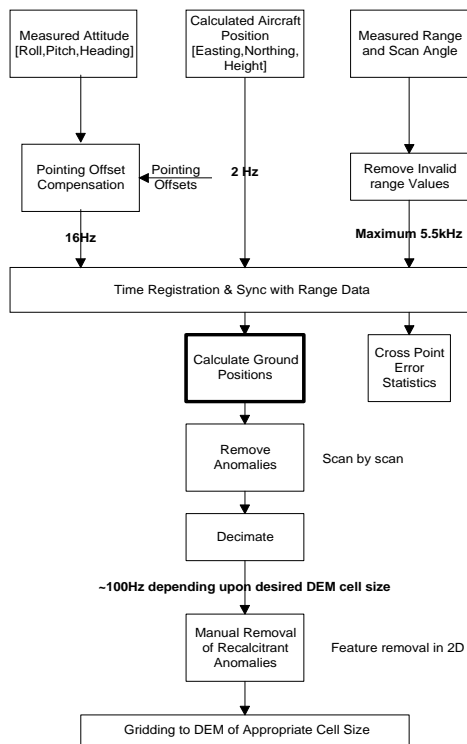 Measured Attitude
[Roll,Pitch,Heading]
Calculated Aircraft
Position
[Easting,Northing,
Height]
Measured Range
and Scan Angle
Pointing Offset
Compensation
Pointing
Offsets
2 Hz
Remove Invalid
range Values
16Hz
Maximum 5.5kHz
Time Registration & Sync with Range Data
Calculate Ground
Positions
Cross Point
Error
Statistics
Remove
Anomalies
Scan by scan
Decimate
~100Hz depending upon desired DEM cell size
Manual Removal
of Recalcitrant
Anomalies
Feature removal in 2D
Gridding to DEM of Appropriate Cell Size